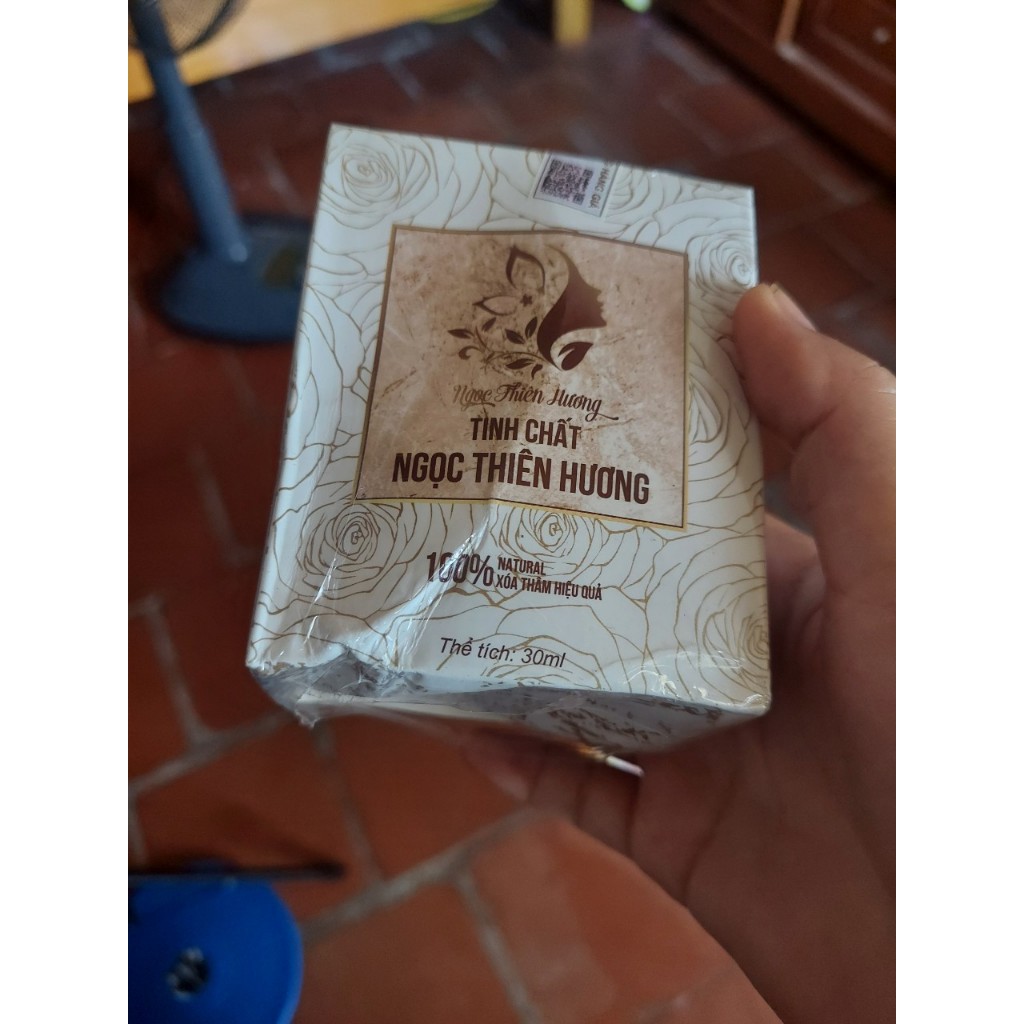 Ngọc Thiên Hương
TINH CHẤT
NGỌC THIÊN HƯƠNG
100% NATURAL
XÓA THÂM HIỆU QUẢ
Thể tích: 30ml